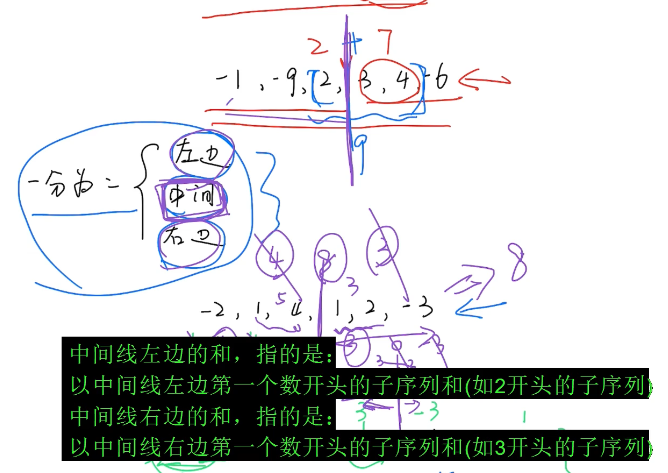 2 + 7
-1, -9, [2, 3, 4], -6
9
左边
一分为二
中间
右边
4 8 3
8
5 3
-2, 1, 4, 1, 2, -3
中间线左边的和，指的是：
以中间线左边第一个数开头的子序列和(如2开头的子序列)
中间线右边的和，指的是：
3 -3 1
以中间线右边第一个数开头的子序列和(如3开头的子序列)